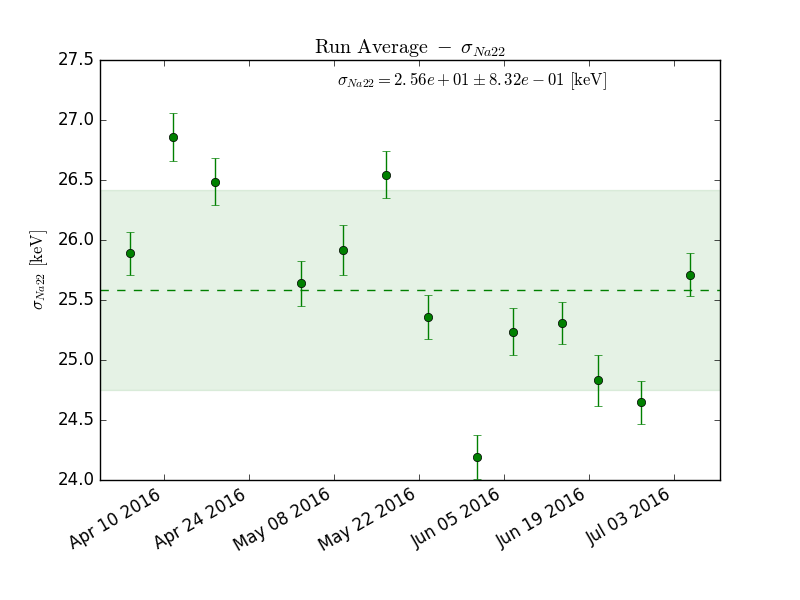 Run Average − σNa22
σNa22 = 2.56e + 01 ± 8.32e − 01 [keV]
27.5
27.0
26.5
26.0
25.5
25.0
24.5
24.0
σNa22 [keV]
Apr 10 2016
Apr 24 2016
May 08 2016
May 22 2016
Jun 05 2016
Jun 19 2016
Jul 03 2016